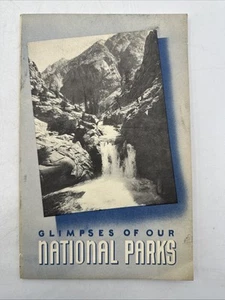 GLIMPSES OF OUR
NATIONAL PARKS